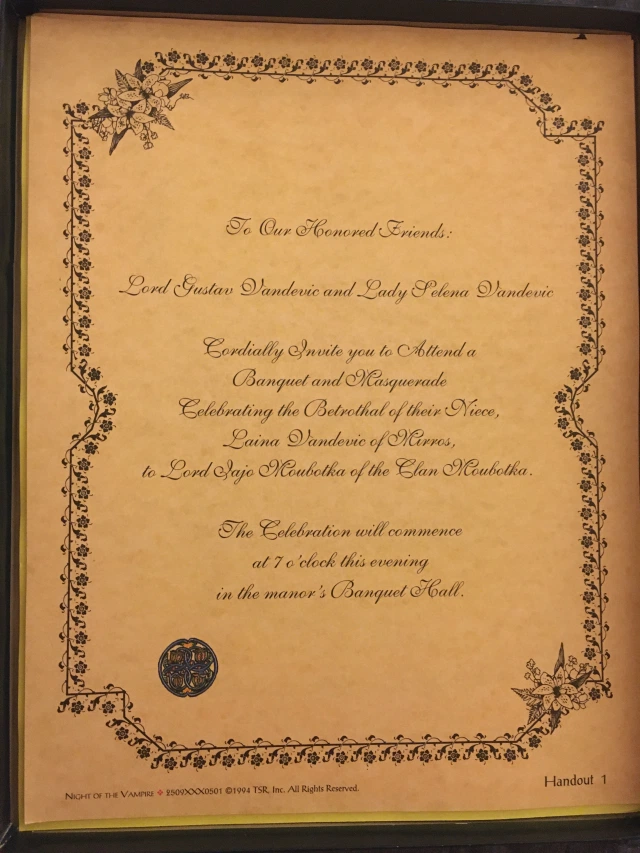 To Our Honored Friends:
Lord Gustav Vandevic and Lady Selena Vandevic
Cordially Invite you to Attend a
Banquet and Masquerade
Celebrating the Betrothal of their Niece,
Laina Vandevic of Mirros,
to Lord Jajo Moubotka of the Clan Moubotka.
The Celebration will commence
at 7 o'clock this evening
in the manor's Banquet Hall.
Handout 1
NIGHT OF THE VAMPIRE ❖ 2509XXX0501 ©1994 TSR, Inc. All Rights Reserved.